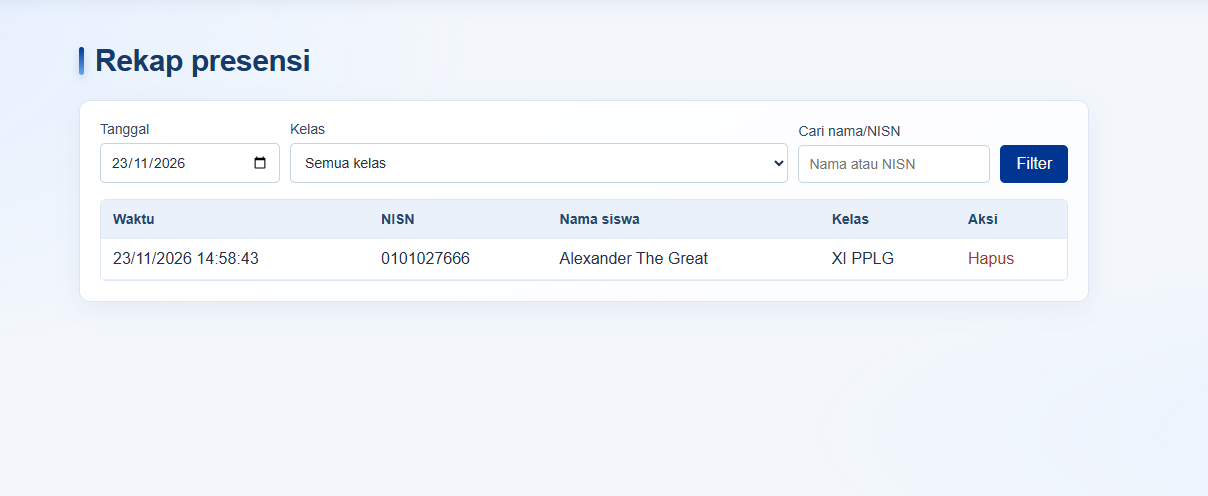 Rekap presensi
Tanggal
Kelas
Cari nama/NISN
23/11/2026
Semua kelas
Nama atau NISN
Filter
Waktu NISN Nama siswa Kelas Aksi
23/11/2026 14:58:43 0101027666 Alexander The Great XI PPLG Hapus